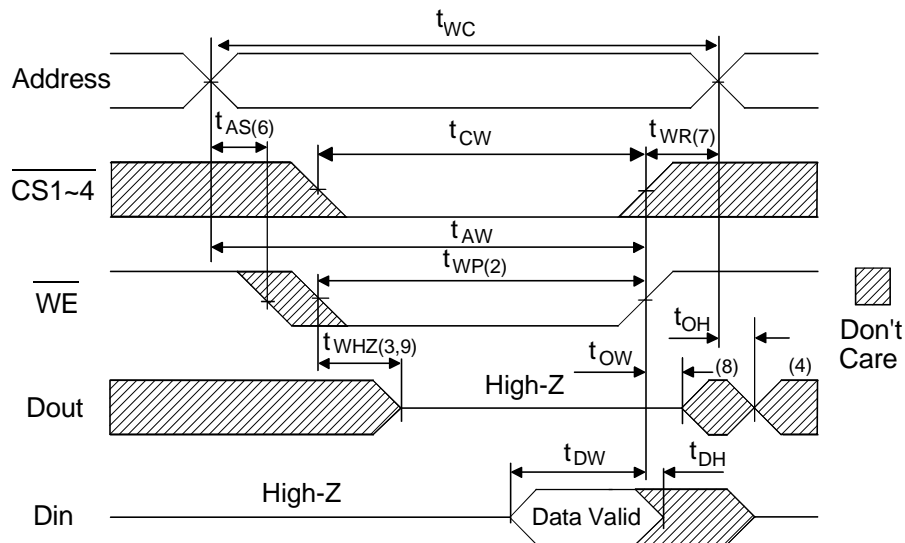 tWC
Address
tAS(6)
tCW
tWR(7)
CS1~4
tAW
tWP(2)
WE
tOH
Don't
Care
tWHZ(3,9)
tOW
High-Z
(8)
(4)
Dout
tDW
tDH
High-Z
Din
Data Valid